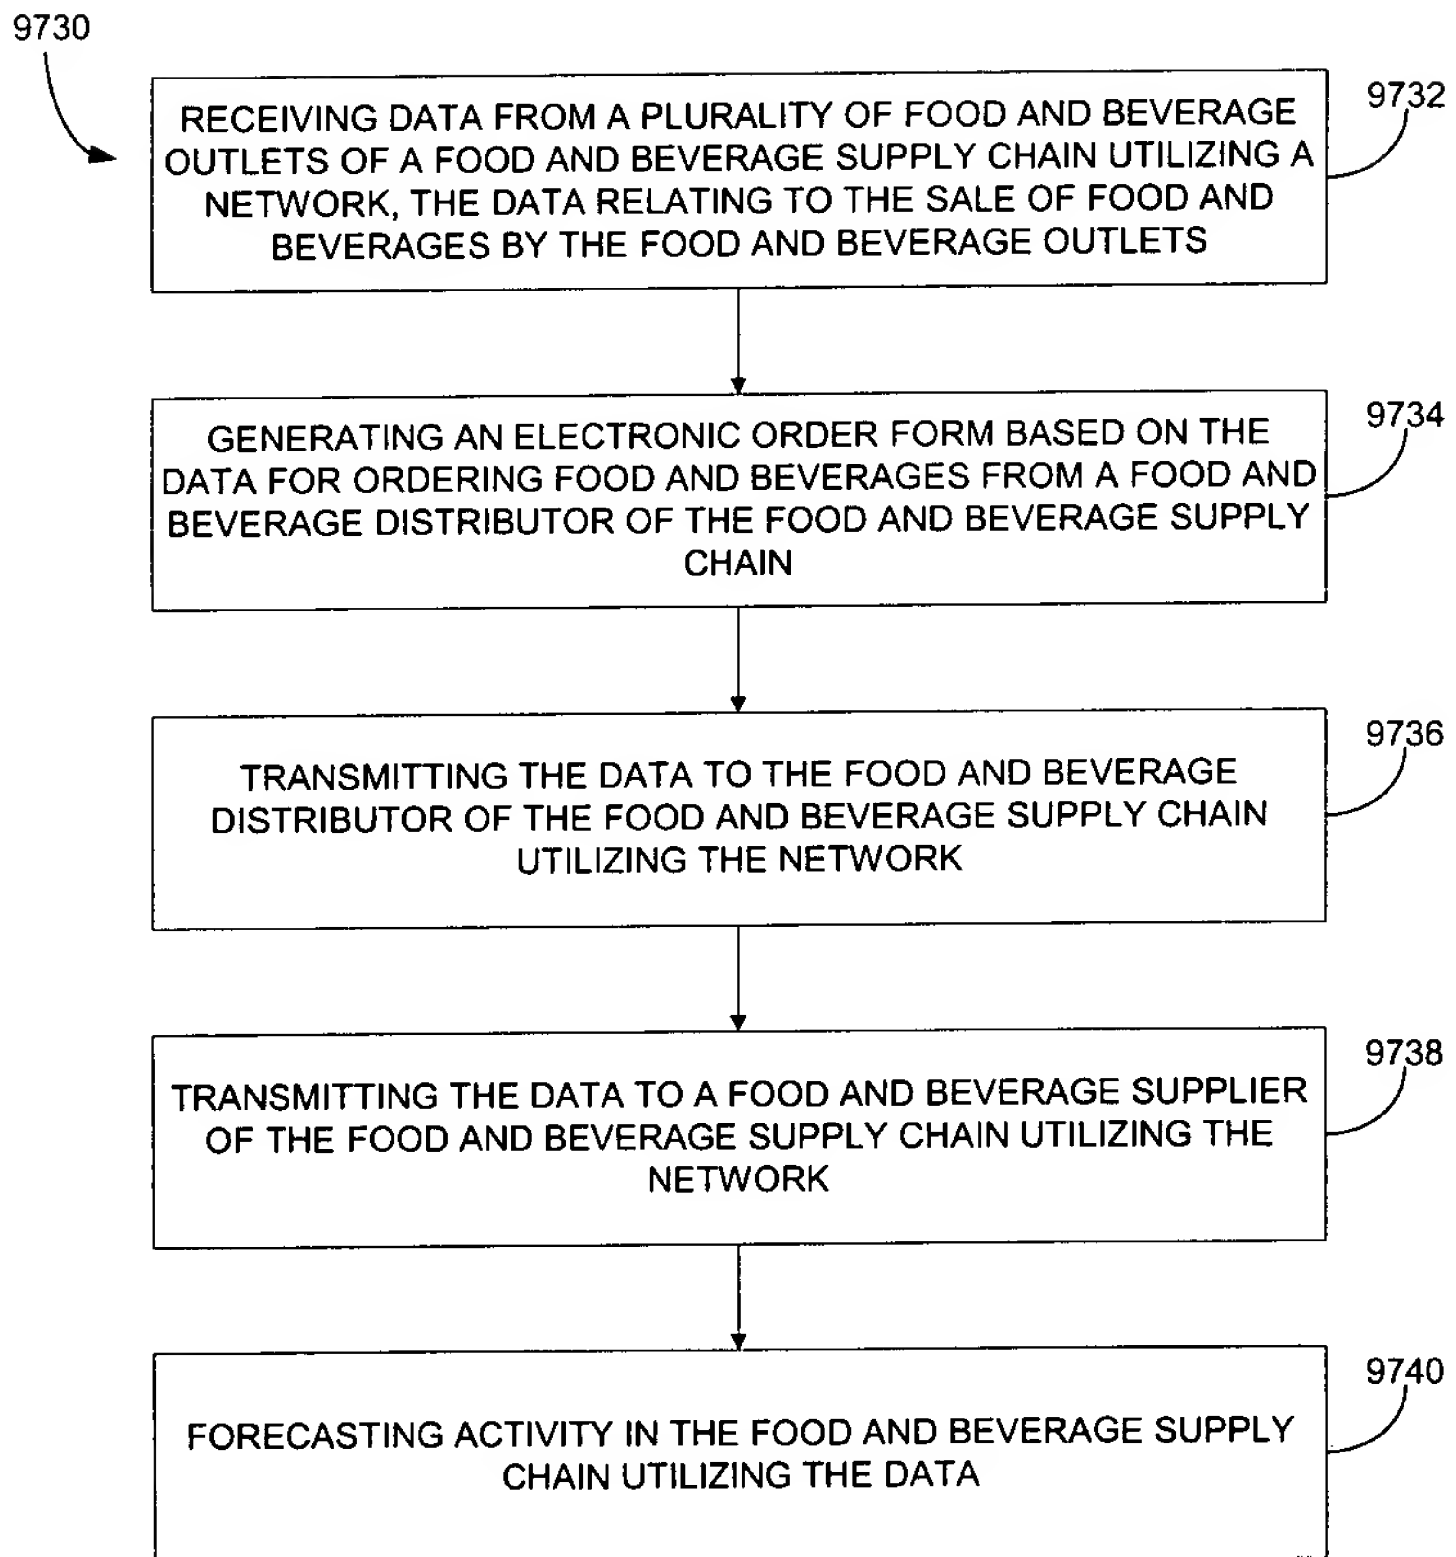 9730
9732
RECEIVING DATA FROM A PLURALITY OF FOOD AND BEVERAGE
OUTLETS OF A FOOD AND BEVERAGE SUPPLY CHAIN UTILIZING A
NETWORK, THE DATA RELATING TO THE SALE OF FOOD AND
BEVERAGES BY THE FOOD AND BEVERAGE OUTLETS
9734
GENERATING AN ELECTRONIC ORDER FORM BASED ON THE
DATA FOR ORDERING FOOD AND BEVERAGES FROM A FOOD AND
BEVERAGE DISTRIBUTOR OF THE FOOD AND BEVERAGE SUPPLY
CHAIN
9736
TRANSMITTING THE DATA TO THE FOOD AND BEVERAGE
DISTRIBUTOR OF THE FOOD AND BEVERAGE SUPPLY CHAIN
UTILIZING THE NETWORK
9738
TRANSMITTING THE DATA TO A FOOD AND BEVERAGE SUPPLIER
OF THE FOOD AND BEVERAGE SUPPLY CHAIN UTILIZING THE
NETWORK
9740
FORECASTING ACTIVITY IN THE FOOD AND BEVERAGE SUPPLY
CHAIN UTILIZING THE DATA